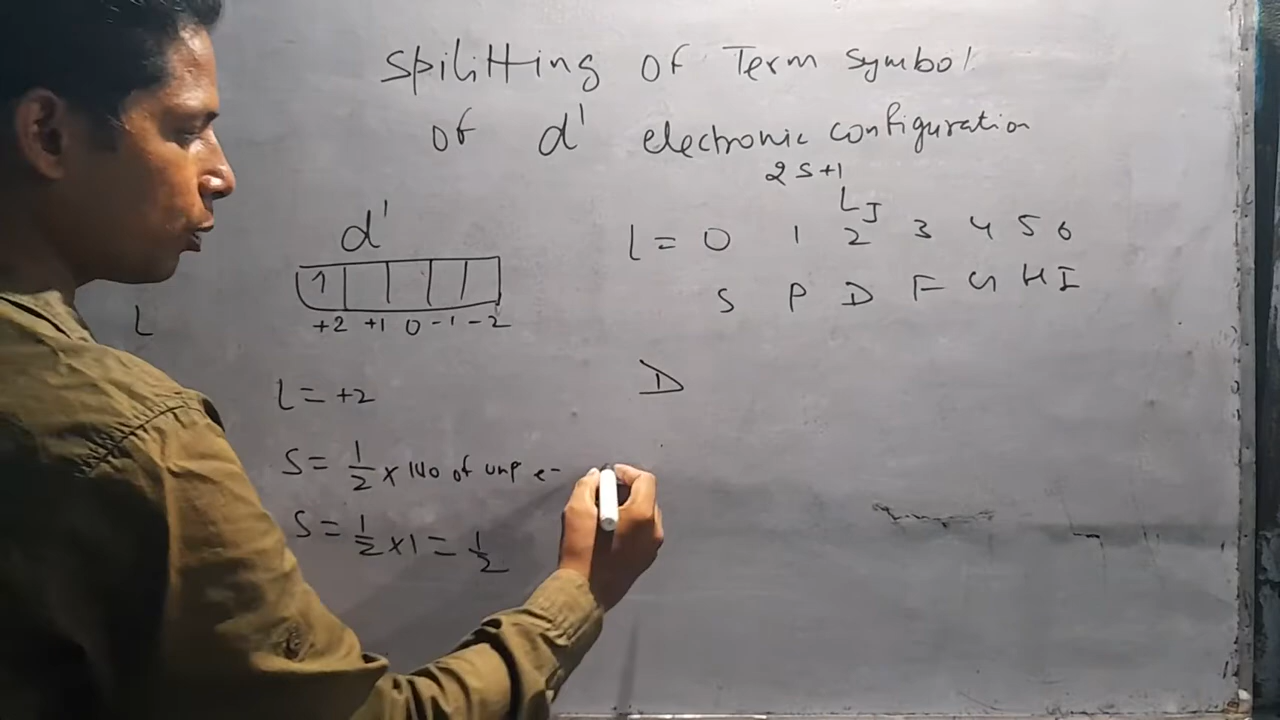 Spilitting of Term symbol
of d¹ electronic configuration
2S+1
L J
l = 0 1 2 3 4 5 6
S P D F G H I
d¹
1
+2 +1 0 -1 -2
L
l = +2
D
S = 1/2 × No of unp e-
S = 1/2 × 1 = 1/2